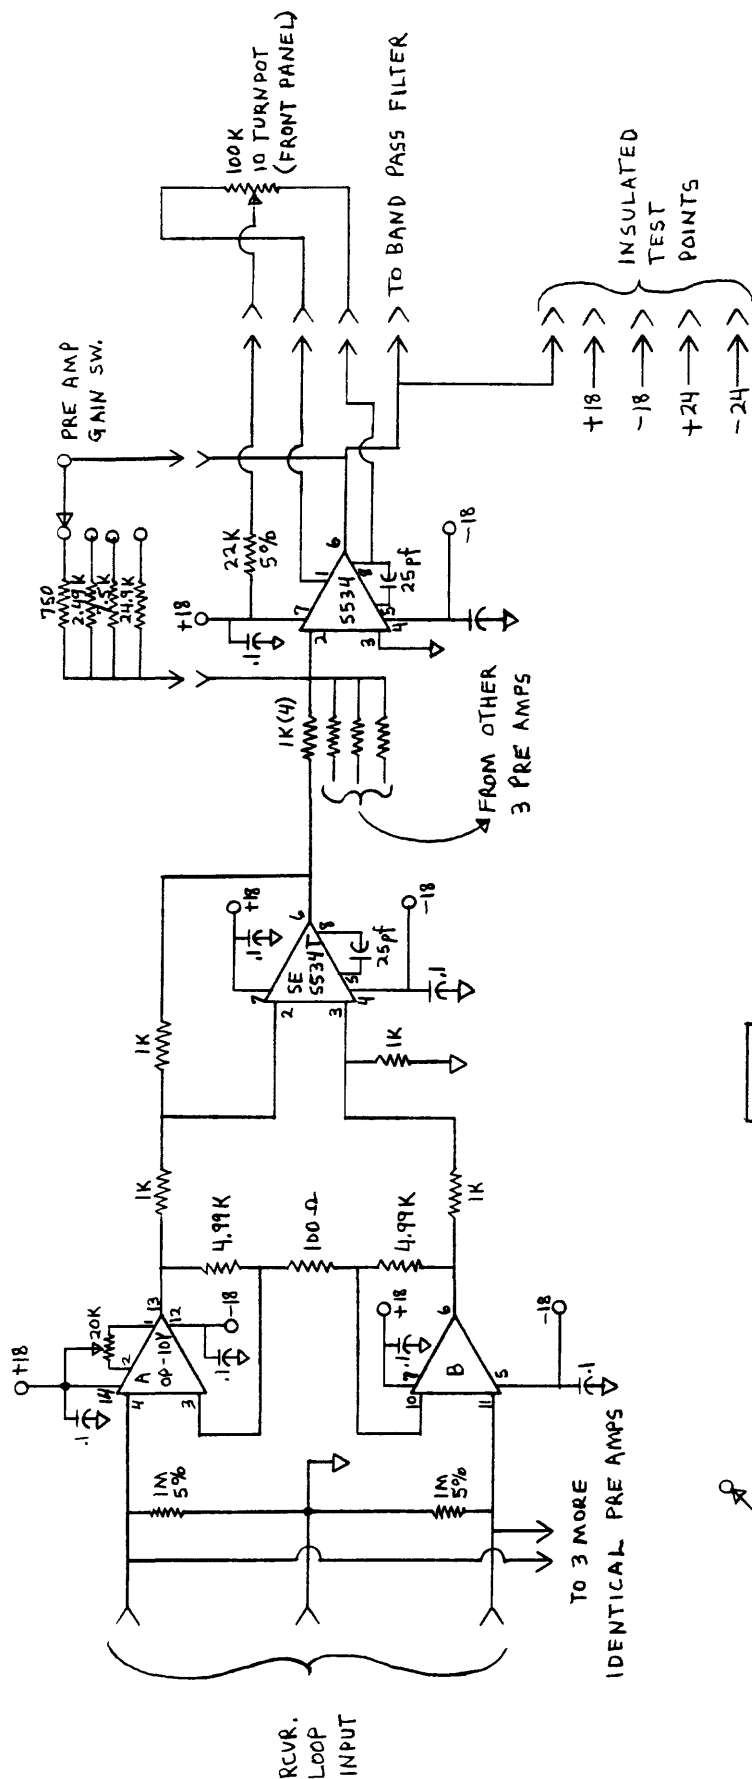 RCVR.
LOOP
INPUT
1M
5%
1M
5%
TO 3 MORE
IDENTICAL PRE AMPS
+18
.1
14
4
3
A
OP-10Y
2
1
20K
13
12
-18
.1
+18
.1
7
10
11
B
6
5
-18
.1
4.99K
100Ω
4.99K
1K
1K
1K
1K
+18
.1
7
2
3
4
SE
5534T
6
8
5
25pf
-18
.1
1K(4)
FROM OTHER
3 PRE AMPS
750
2.49K
7.5K
24.9K
PRE AMP
GAIN SW.
+18
.1
7
2
3
4
5534
1
6
8
5
25pf
-18
22K
5%
100K
10 TURNPOT
(FRONT PANEL)
TO BAND PASS FILTER
+18
-18
+24
-24
INSULATED
TEST
POINTS